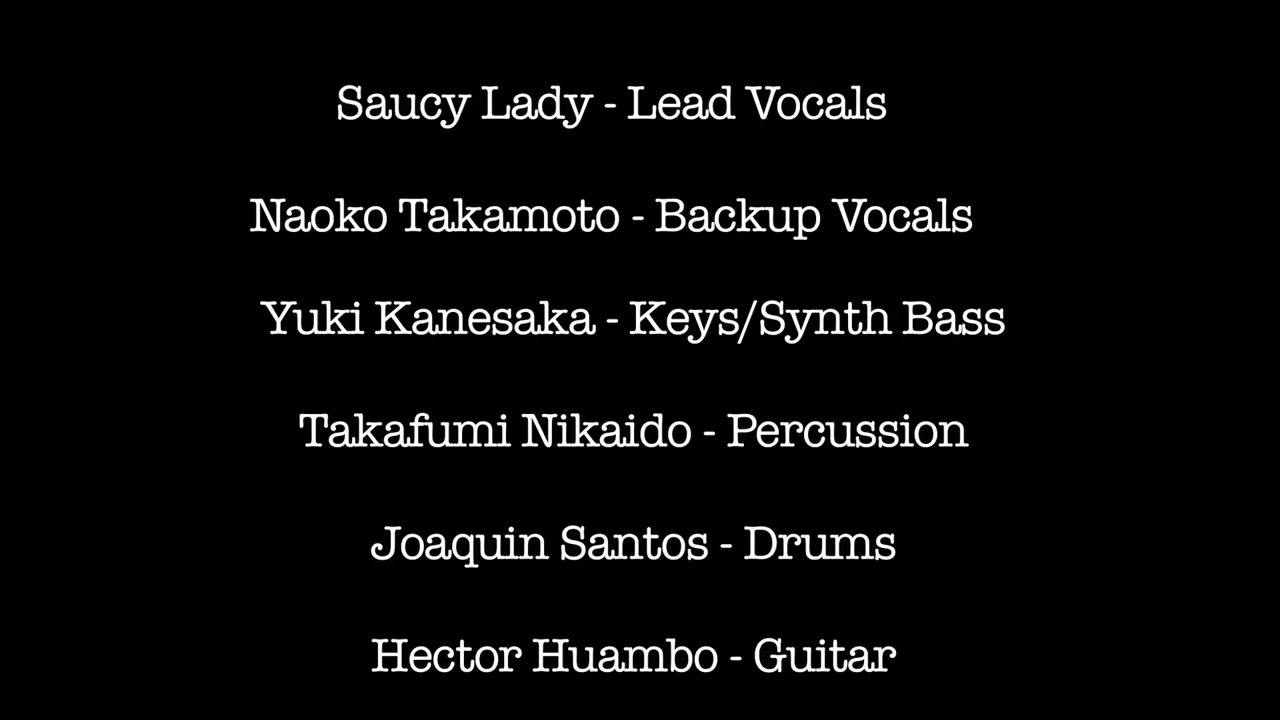 Saucy Lady - Lead Vocals
Naoko Takamoto - Backup Vocals
Yuki Kanesaka - Keys/Synth Bass
Takafumi Nikaido - Percussion
Joaquin Santos - Drums
Hector Huambo - Guitar